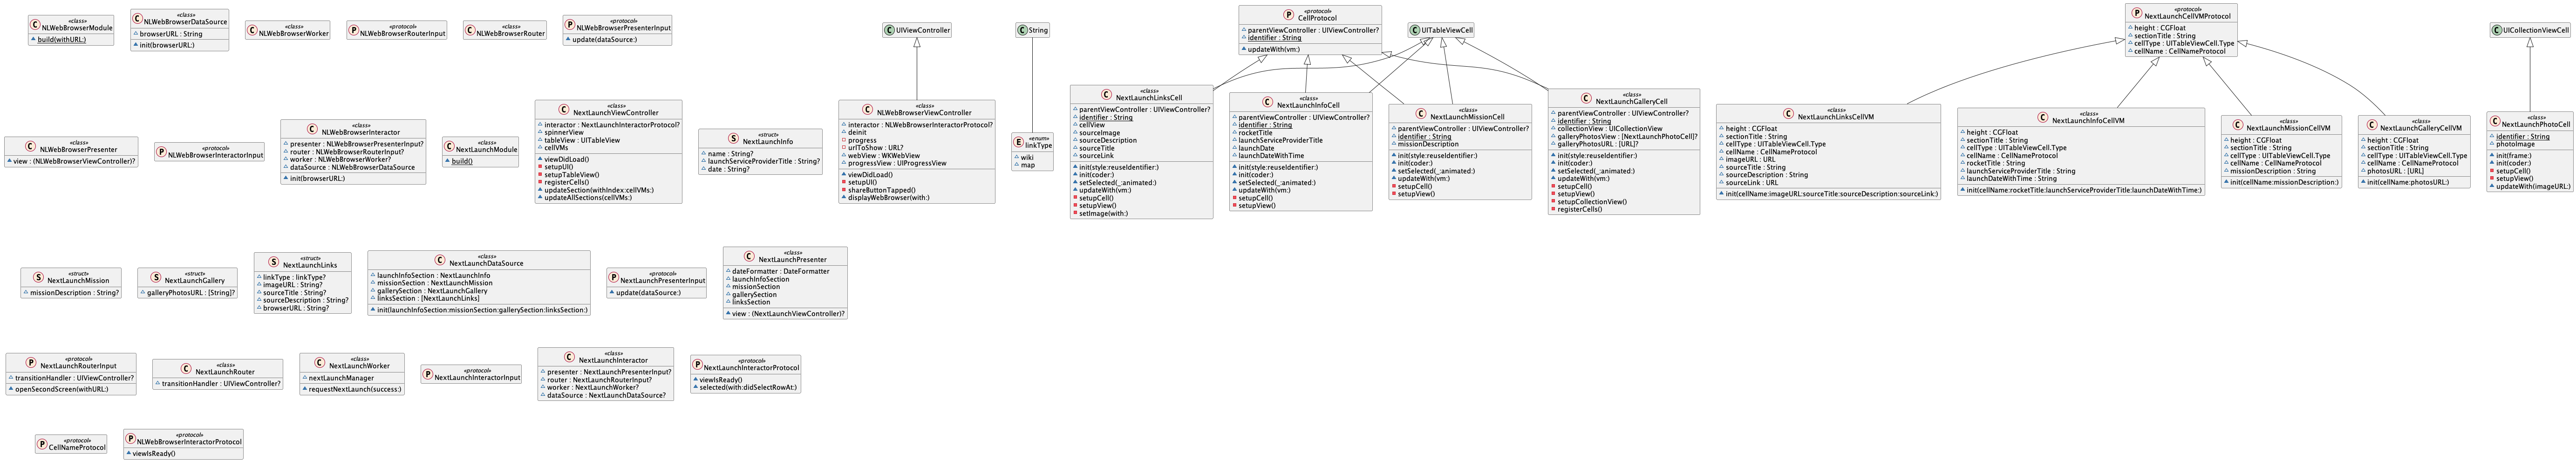 «class»
NLWebBrowserModule
build(withURL:)
«class»
NLWebBrowserDataSource
browserURL : String
init(browserURL:)
«class»
NLWebBrowserWorker
«protocol»
NLWebBrowserRouterInput
«class»
NLWebBrowserRouter
«protocol»
NLWebBrowserPresenterInput
update(dataSource:)
UIViewController
String
«protocol»
CellProtocol
parentViewController : UIViewController?
identifier : String
updateWith(vm:)
UITableViewCell
«protocol»
NextLaunchCellVMProtocol
height : CGFloat
sectionTitle : String
cellType : UITableViewCell.Type
cellName : CellNameProtocol
UICollectionViewCell
«class»
NLWebBrowserPresenter
view : (NLWebBrowserViewController)?
«protocol»
NLWebBrowserInteractorInput
«class»
NLWebBrowserInteractor
presenter : NLWebBrowserPresenterInput?
router : NLWebBrowserRouterInput?
worker : NLWebBrowserWorker?
dataSource : NLWebBrowserDataSource
init(browserURL:)
«class»
NextLaunchModule
build()
«class»
NextLaunchViewController
interactor : NextLaunchInteractorProtocol?
spinnerView
tableView : UITableView
cellVMs
viewDidLoad()
setupUI()
setupTableView()
registerCells()
updateSection(withIndex:cellVMs:)
updateAllSections(cellVMs:)
«struct»
NextLaunchInfo
name : String?
launchServiceProviderTitle : String?
date : String?
«class»
NLWebBrowserViewController
interactor : NLWebBrowserInteractorProtocol?
deinit
progress
urlToShow : URL?
webView : WKWebView
progressView : UIProgressView
viewDidLoad()
setupUI()
shareButtonTapped()
displayWebBrowser(with:)
«enum»
linkType
wiki
map
«class»
NextLaunchLinksCell
parentViewController : UIViewController?
identifier : String
cellView
sourceImage
sourceDescription
sourceTitle
sourceLink
init(style:reuseIdentifier:)
init(coder:)
setSelected(_:animated:)
updateWith(vm:)
setupCell()
setupView()
setImage(with:)
«class»
NextLaunchInfoCell
parentViewController : UIViewController?
identifier : String
rocketTitle
launchServiceProviderTitle
launchDate
launchDateWithTime
init(style:reuseIdentifier:)
init(coder:)
setSelected(_:animated:)
updateWith(vm:)
setupCell()
setupView()
«class»
NextLaunchMissionCell
parentViewController : UIViewController?
identifier : String
missionDescription
init(style:reuseIdentifier:)
init(coder:)
setSelected(_:animated:)
updateWith(vm:)
setupCell()
setupView()
«class»
NextLaunchGalleryCell
parentViewController : UIViewController?
identifier : String
collectionView : UICollectionView
galleryPhotosView : [NextLaunchPhotoCell]?
galleryPhotosURL : [URL]?
init(style:reuseIdentifier:)
init(coder:)
setSelected(_:animated:)
updateWith(vm:)
setupCell()
setupView()
setupCollectionView()
registerCells()
«class»
NextLaunchLinksCellVM
height : CGFloat
sectionTitle : String
cellType : UITableViewCell.Type
cellName : CellNameProtocol
imageURL : URL
sourceTitle : String
sourceDescription : String
sourceLink : URL
init(cellName:imageURL:sourceTitle:sourceDescription:sourceLink:)
«class»
NextLaunchInfoCellVM
height : CGFloat
sectionTitle : String
cellType : UITableViewCell.Type
cellName : CellNameProtocol
rocketTitle : String
launchServiceProviderTitle : String
launchDateWithTime : String
init(cellName:rocketTitle:launchServiceProviderTitle:launchDateWithTime:)
«class»
NextLaunchMissionCellVM
height : CGFloat
sectionTitle : String
cellType : UITableViewCell.Type
cellName : CellNameProtocol
missionDescription : String
init(cellName:missionDescription:)
«class»
NextLaunchGalleryCellVM
height : CGFloat
sectionTitle : String
cellType : UITableViewCell.Type
cellName : CellNameProtocol
photosURL : [URL]
init(cellName:photosURL:)
«class»
NextLaunchPhotoCell
identifier : String
photoImage
init(frame:)
init(coder:)
setupCell()
setupView()
updateWith(imageURL:)
«struct»
NextLaunchMission
missionDescription : String?
«struct»
NextLaunchGallery
galleryPhotosURL : [String]?
«struct»
NextLaunchLinks
linkType : linkType?
imageURL : String?
sourceTitle : String?
sourceDescription : String?
browserURL : String?
«class»
NextLaunchDataSource
launchInfoSection : NextLaunchInfo
missionSection : NextLaunchMission
gallerySection : NextLaunchGallery
linksSection : [NextLaunchLinks]
init(launchInfoSection:missionSection:gallerySection:linksSection:)
«protocol»
NextLaunchPresenterInput
update(dataSource:)
«class»
NextLaunchPresenter
dateFormatter : DateFormatter
launchInfoSection
missionSection
gallerySection
linksSection
view : (NextLaunchViewController)?
«protocol»
NextLaunchRouterInput
transitionHandler : UIViewController?
openSecondScreen(withURL:)
«class»
NextLaunchRouter
transitionHandler : UIViewController?
«class»
NextLaunchWorker
nextLaunchManager
requestNextLaunch(success:)
«protocol»
NextLaunchInteractorInput
«class»
NextLaunchInteractor
presenter : NextLaunchPresenterInput?
router : NextLaunchRouterInput?
worker : NextLaunchWorker?
dataSource : NextLaunchDataSource?
«protocol»
NextLaunchInteractorProtocol
viewIsReady()
selected(with:didSelectRowAt:)
«protocol»
CellNameProtocol
«protocol»
NLWebBrowserInteractorProtocol
viewIsReady()